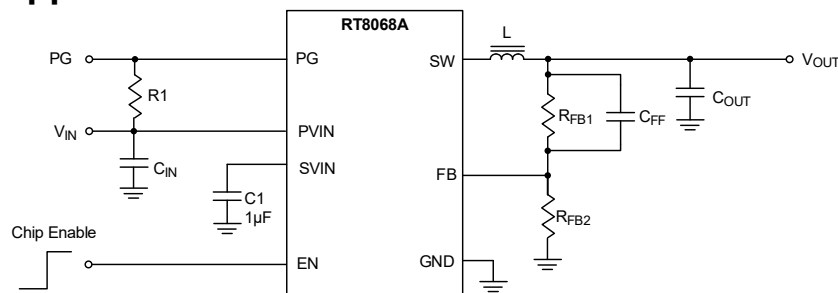 RT8068A
PG
PG
SW
L
VOUT
R1
RFB1
CFF
COUT
VIN
PVIN
CIN
SVIN
FB
C1
1µF
RFB2
Chip Enable
EN
GND